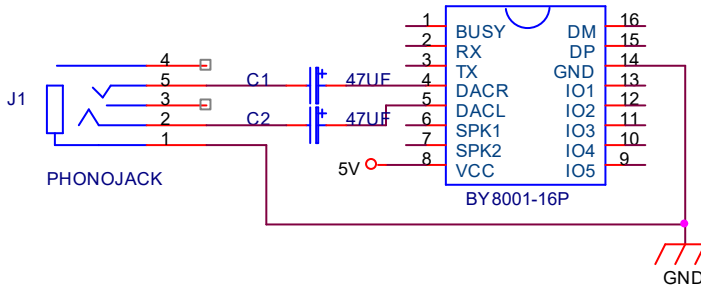 1 BUSY DM 16
2 RX DP 15
4 3 TX GND 14
J1 5 C1 47UF 4 DACR IO1 13
3 5 DACL IO2 12
2 C2 47UF 6 SPK1 IO3 11
1 7 SPK2 IO4 10
5V 8 VCC IO5 9
PHONOJACK
BY8001-16P
GND